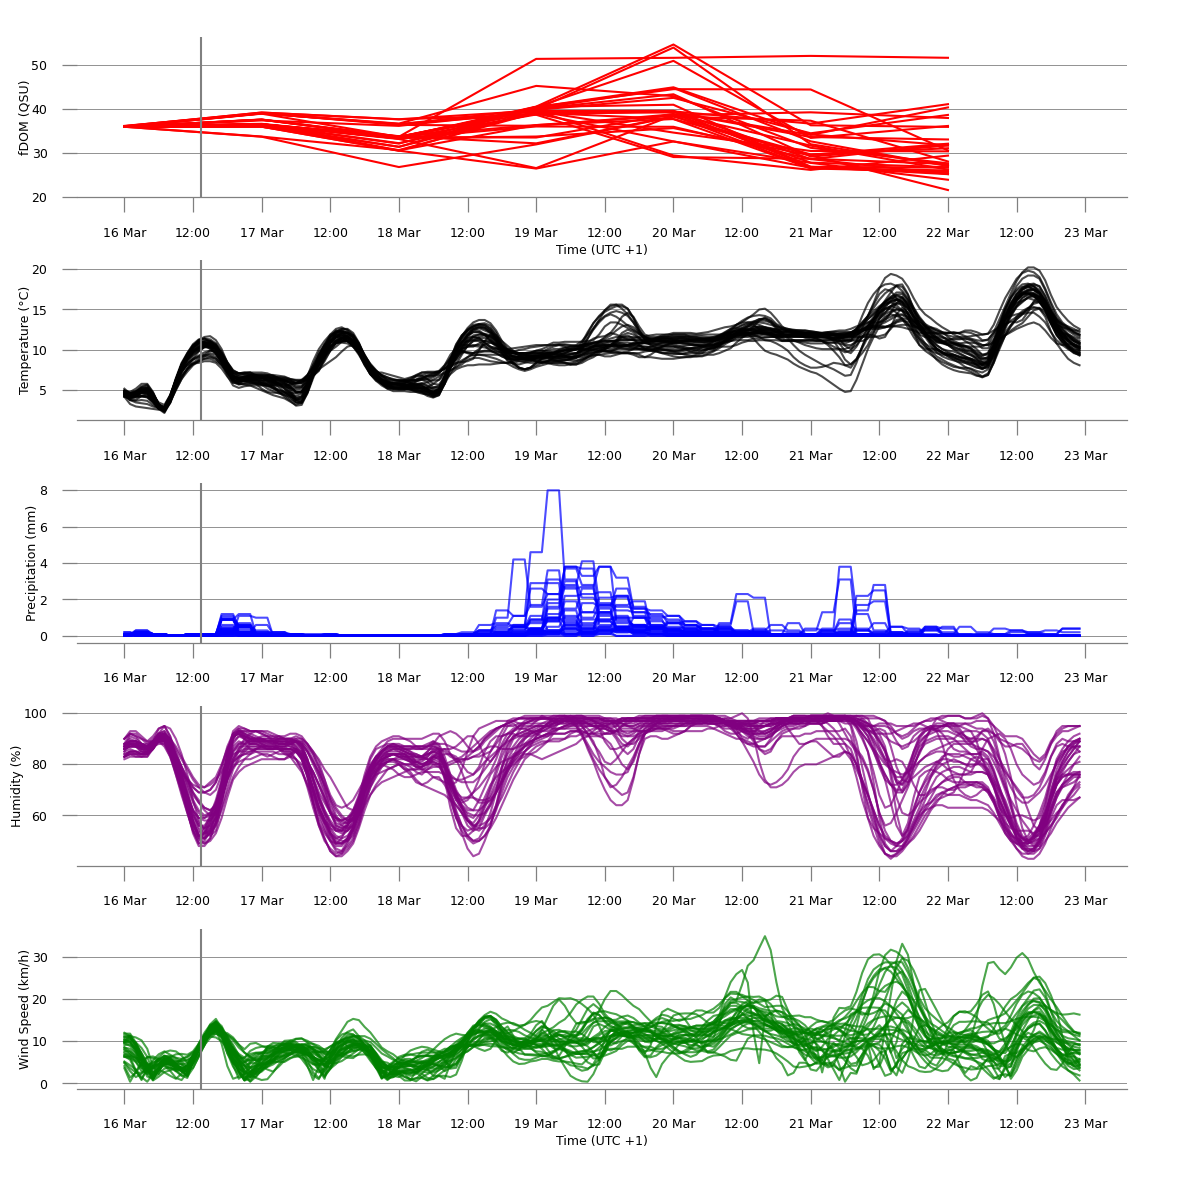 fDOM (QSU)
50
40
30
20
16 Mar 12:00 17 Mar 12:00 18 Mar 12:00 19 Mar 12:00 20 Mar 12:00 21 Mar 12:00 22 Mar 12:00 23 Mar
Time (UTC +1)
Temperature (°C)
20
15
10
5
16 Mar 12:00 17 Mar 12:00 18 Mar 12:00 19 Mar 12:00 20 Mar 12:00 21 Mar 12:00 22 Mar 12:00 23 Mar
Precipitation (mm)
8
6
4
2
0
16 Mar 12:00 17 Mar 12:00 18 Mar 12:00 19 Mar 12:00 20 Mar 12:00 21 Mar 12:00 22 Mar 12:00 23 Mar
Humidity (%)
100
80
60
16 Mar 12:00 17 Mar 12:00 18 Mar 12:00 19 Mar 12:00 20 Mar 12:00 21 Mar 12:00 22 Mar 12:00 23 Mar
Wind Speed (km/h)
30
20
10
0
16 Mar 12:00 17 Mar 12:00 18 Mar 12:00 19 Mar 12:00 20 Mar 12:00 21 Mar 12:00 22 Mar 12:00 23 Mar
Time (UTC +1)